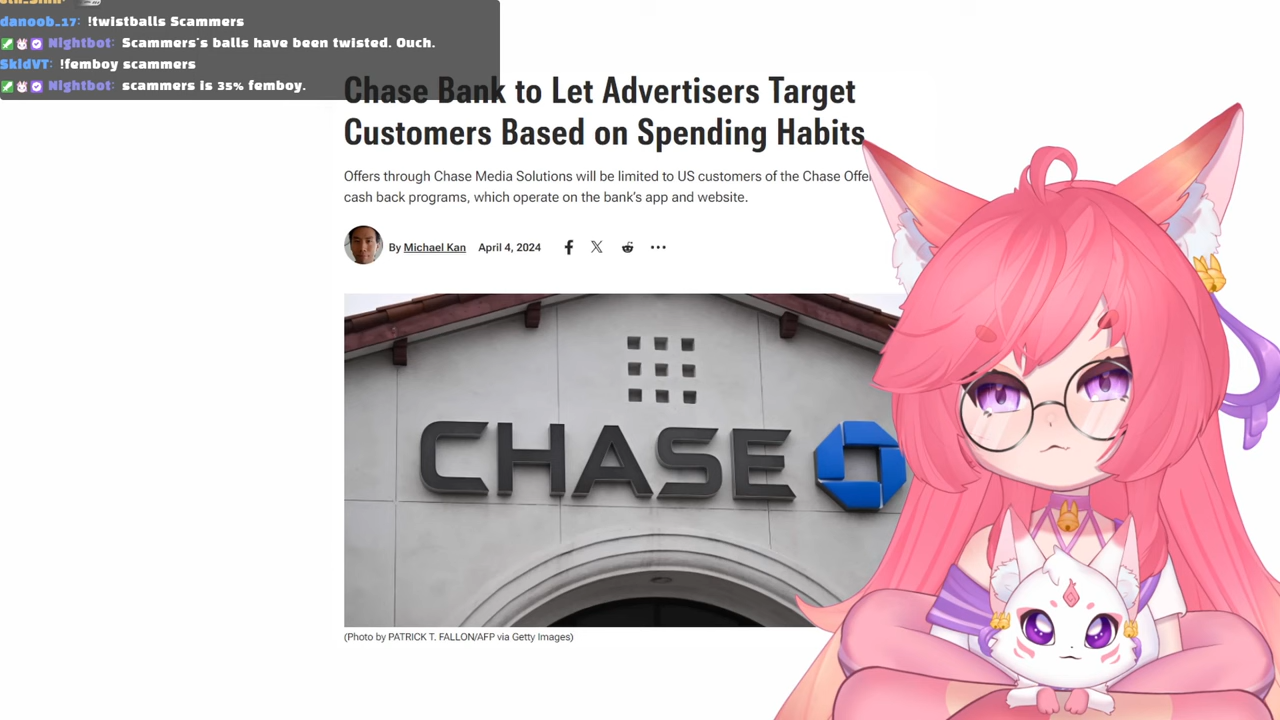 danoob_17: !twistballs Scammers
Nightbot: Scammers's balls have been twisted. Ouch.
SkidVT: !femboy scammers
Nightbot: scammers is 35% femboy.
Chase Bank to Let Advertisers Target
Customers Based on Spending Habits
Offers through Chase Media Solutions will be limited to US customers of the Chase
cash back programs, which operate on the bank's app and website.
By Michael Kan April 4, 2024
CHASE
(Photo by PATRICK T. FALLON/AFP via Getty Images)